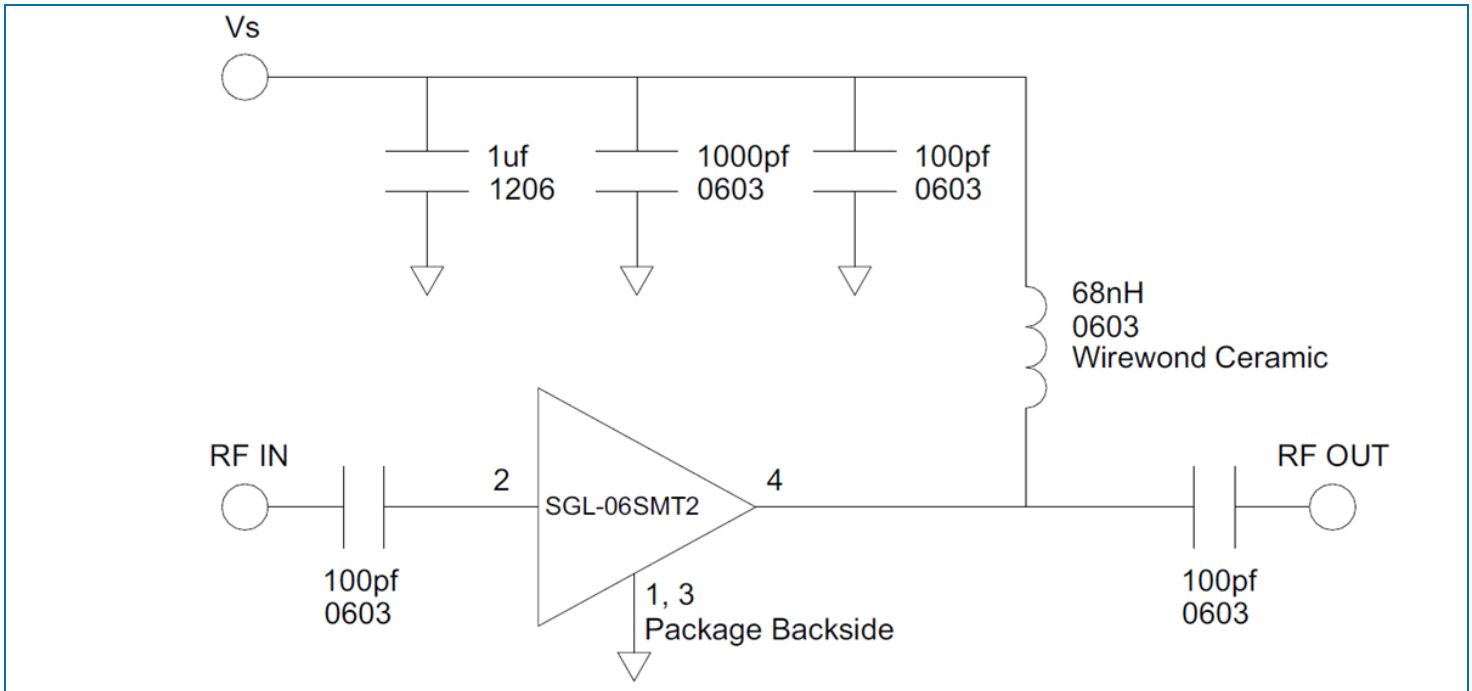 Vs
1uf
1206
1000pf
0603
100pf
0603
68nH
0603
Wirewond Ceramic
RF IN
2
SGL-06SMT2
4
RF OUT
100pf
0603
1, 3
Package Backside
100pf
0603